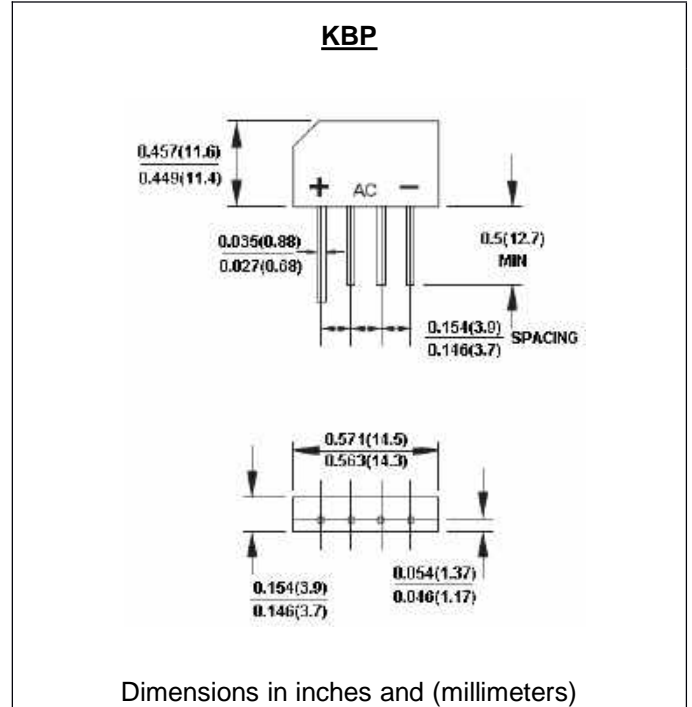 KBP
0.457(11.6)
0.449(11.4)
+ AC −
0.035(0.88)
0.027(0.68)
0.5(12.7)
MIN
0.154(3.9)
0.146(3.7)
SPACING
0.571(14.5)
0.563(14.3)
0.154(3.9)
0.146(3.7)
0.054(1.37)
0.046(1.17)
Dimensions in inches and (millimeters)